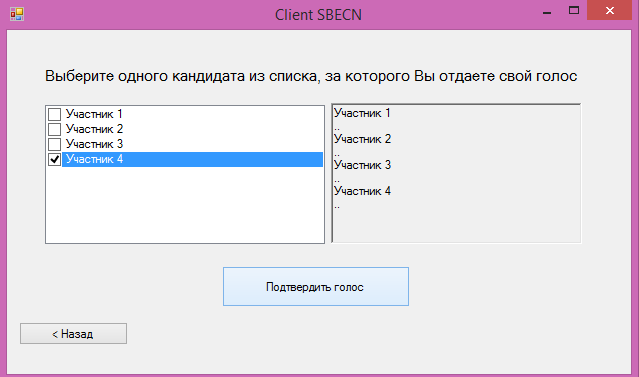 Client SBECN
Выберите одного кандидата из списка, за которого Вы отдаете свой голос
Участник 1
Участник 2
Участник 3
Участник 4
Участник 1
..
Участник 2
..
Участник 3
..
Участник 4
..
Подтвердить голос
< Назад